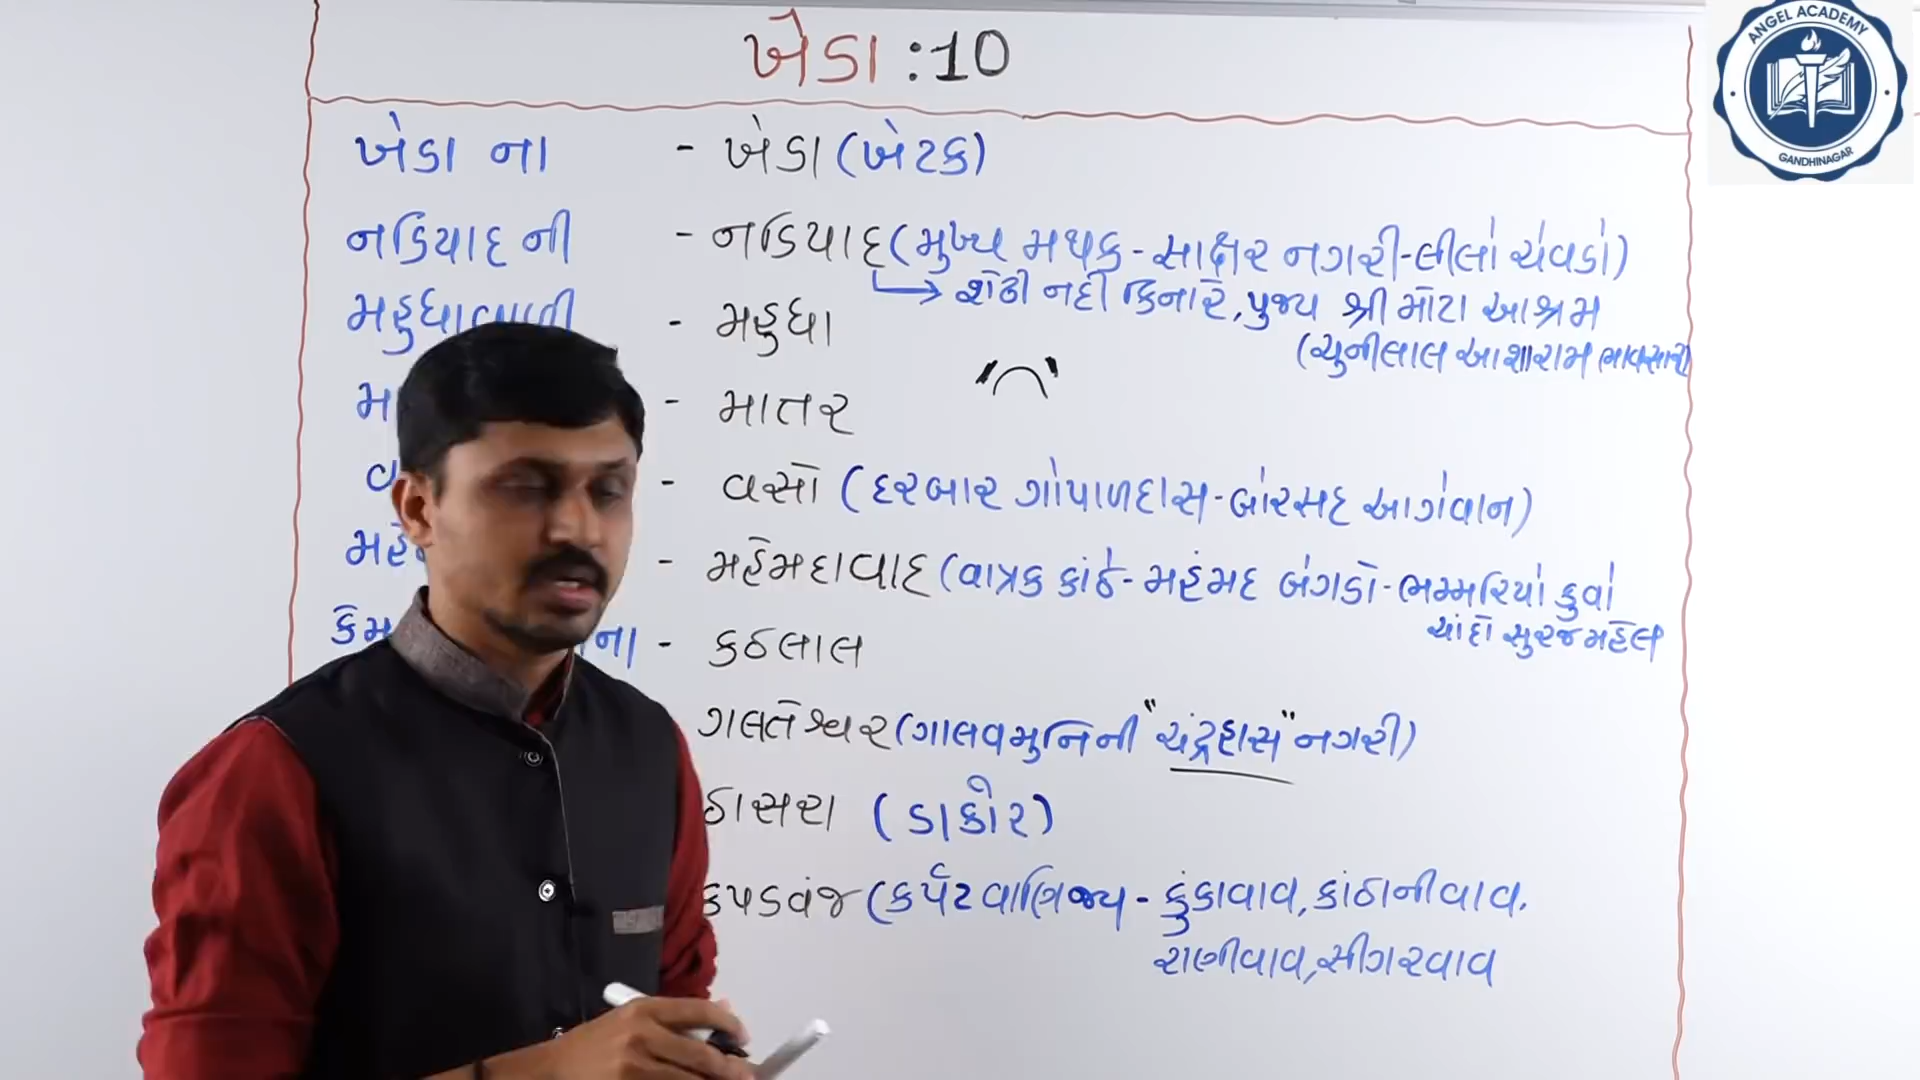 ખેડા : 10
ANGEL ACADEMY
GANDHINAGAR
ખેડા ના - ખેડા (ખેટક)
નડિયાદ ની - નડિયાદ (મુખ્ય મથક - સાક્ષર નગરી - લીલો ચેવડો)
શેઢી નદી કિનારે, પુજ્ય શ્રી મોટા આશ્રમ
(ચુનીલાલ આશારામ ભાવસાર)
મહુધાવાળી - મહુધા
- માતર
- વસો (દરબાર ગોપાળદાસ - બોરસદ આગેવાન)
- મહેમદાવાદ (વાત્રક કાંઠે - મહંમદ બેગડો - ભમ્મરિયો કુવો
ચાંદો સુરજ મહેલ
ના - કઠલાલ
ગલતેશ્વર (ગાલવમુનિની "ચંદ્રહાસ" નગરી)
ઠાસરા (ડાકોર)
કપડવંજ (કર્પટ વાણિજ્ય - કુંકાવાવ, કાંઠાનીવાવ,
રાણીવાવ, સીંગરવાવ